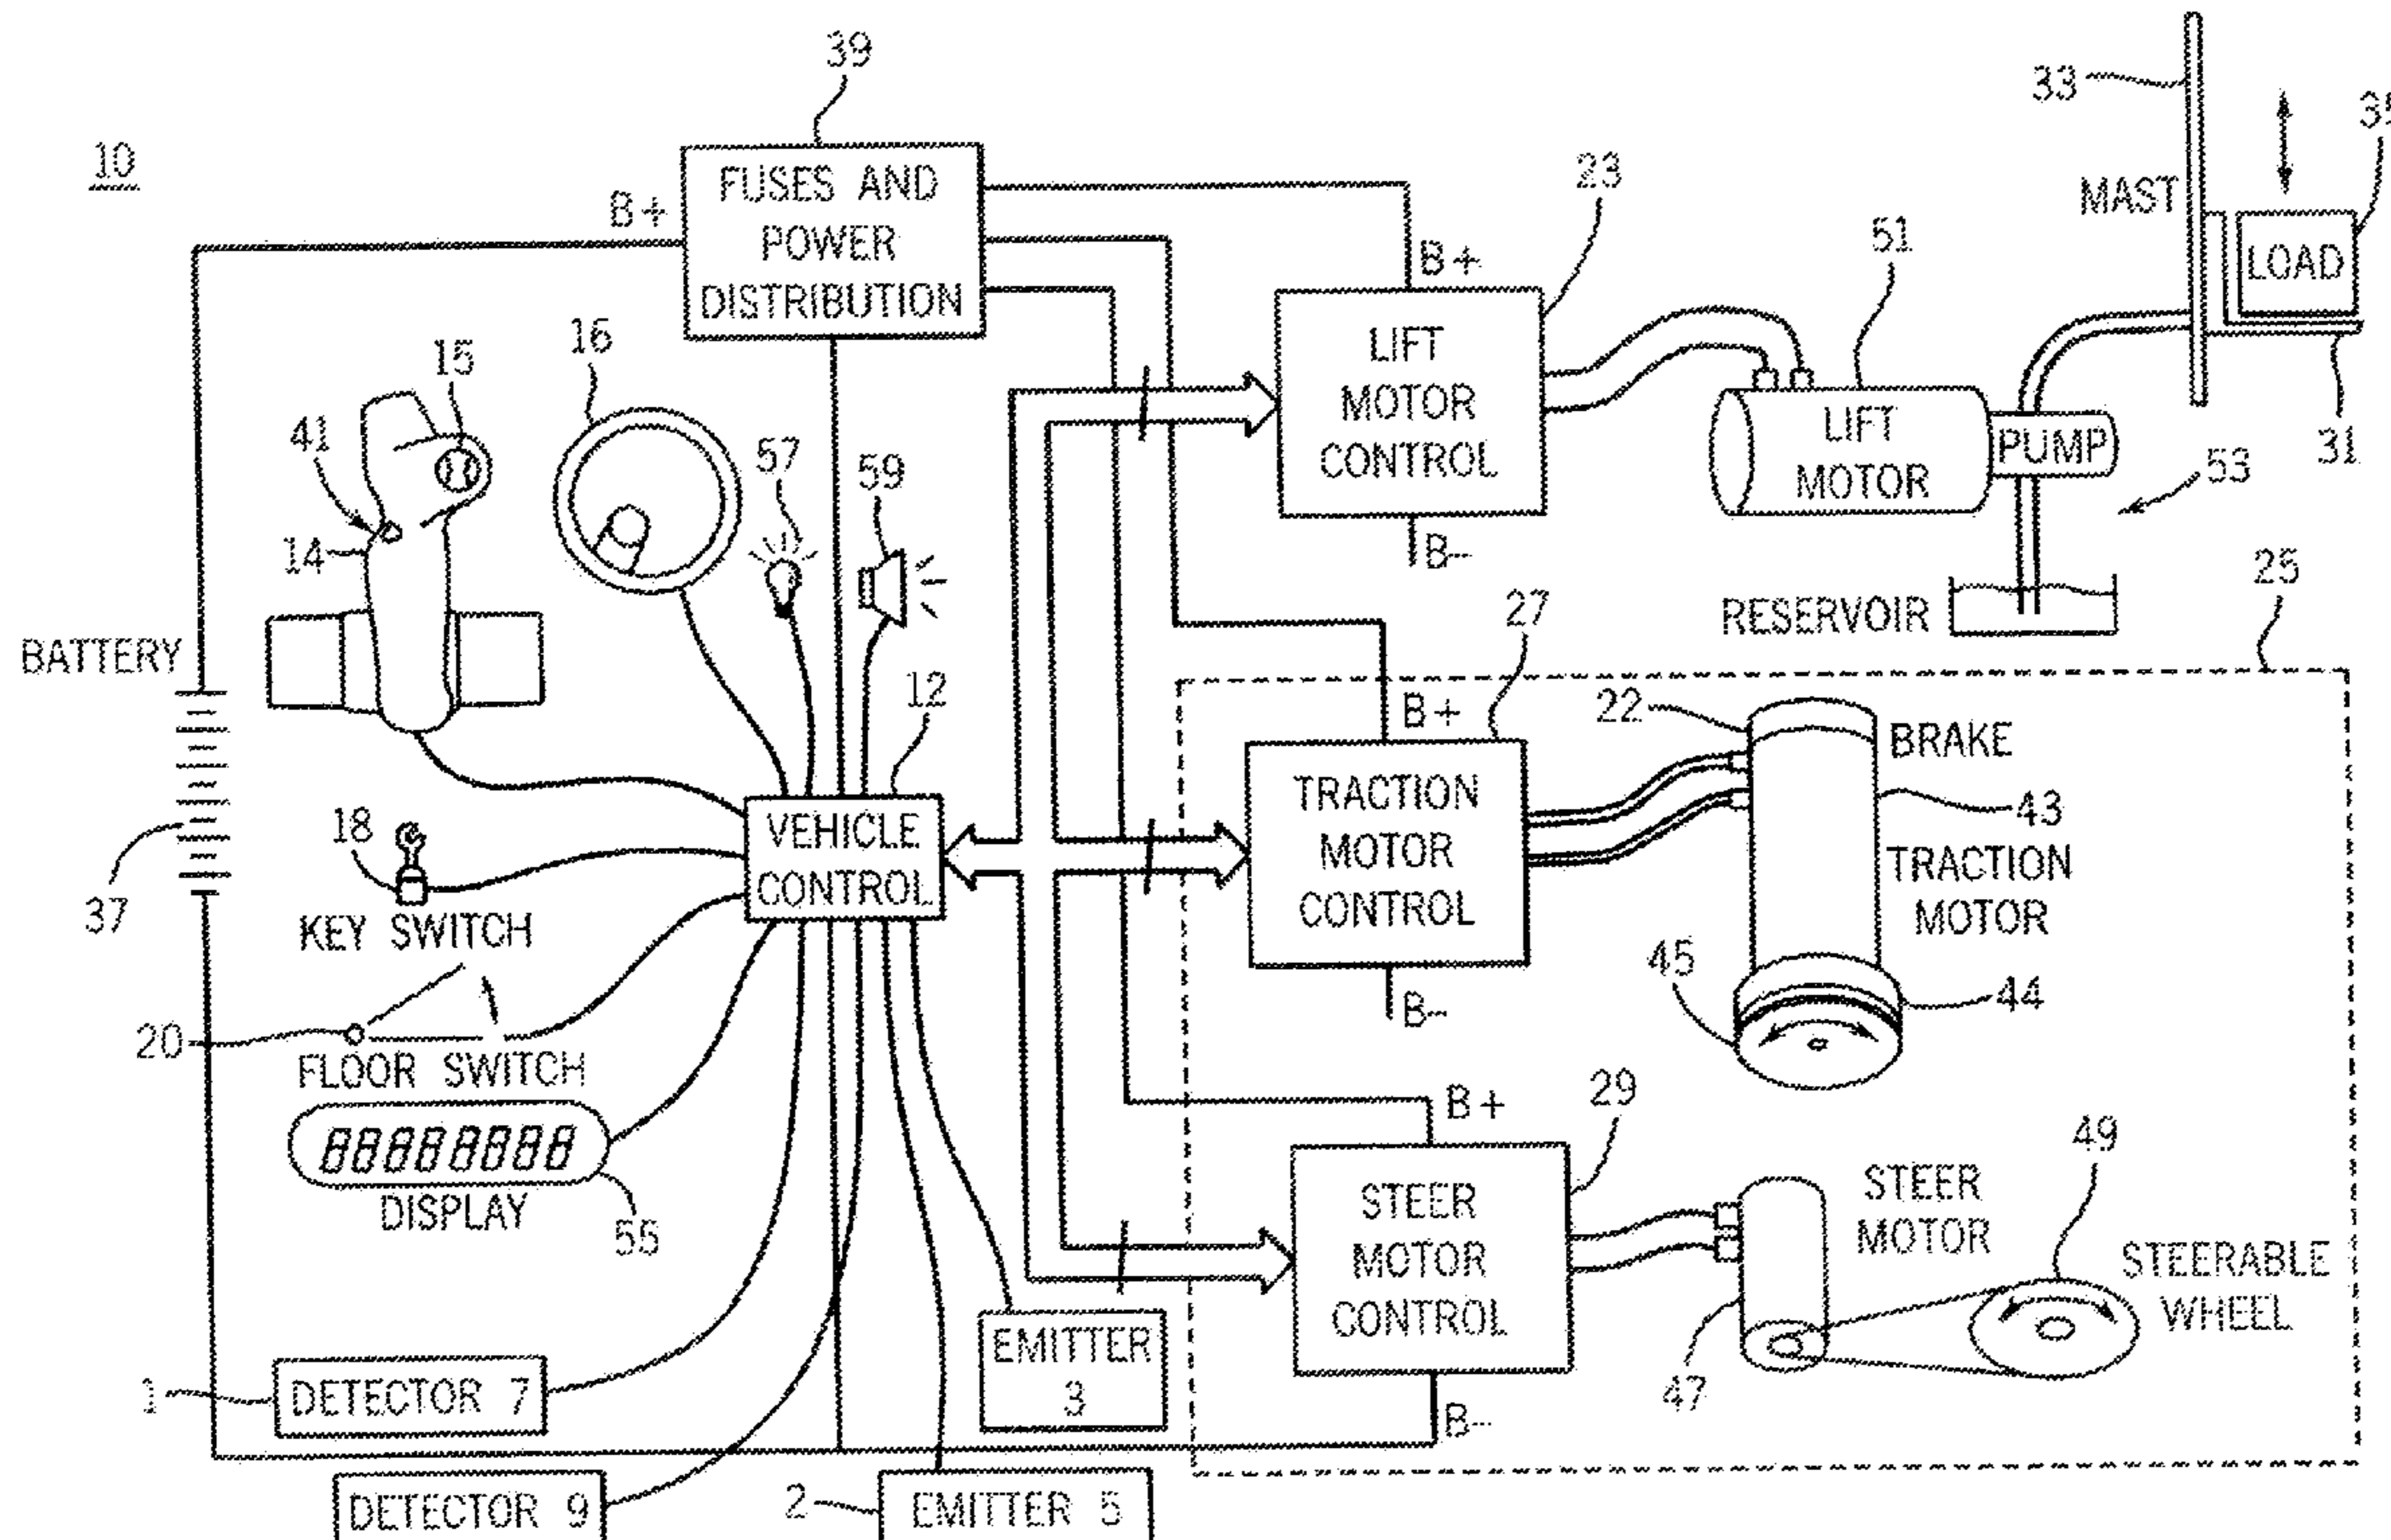 10
39
FUSES AND
POWER
DISTRIBUTION
B+
33
35
MAST
LOAD
31
23
B+
LIFT
MOTOR
CONTROL
B-
51
LIFT
MOTOR
PUMP
53
RESERVOIR
25
16
15
41
14
57
59
BATTERY
37
12
VEHICLE
CONTROL
18
KEY SWITCH
20
FLOOR SWITCH
88888888
DISPLAY
55
27
B+
TRACTION
MOTOR
CONTROL
B-
22
BRAKE
43
TRACTION
MOTOR
45
44
29
B+
STEER
MOTOR
CONTROL
B-
STEER
MOTOR
47
49
STEERABLE
WHEEL
1
DETECTOR 7
EMITTER
3
DETECTOR 9
2
EMITTER 5